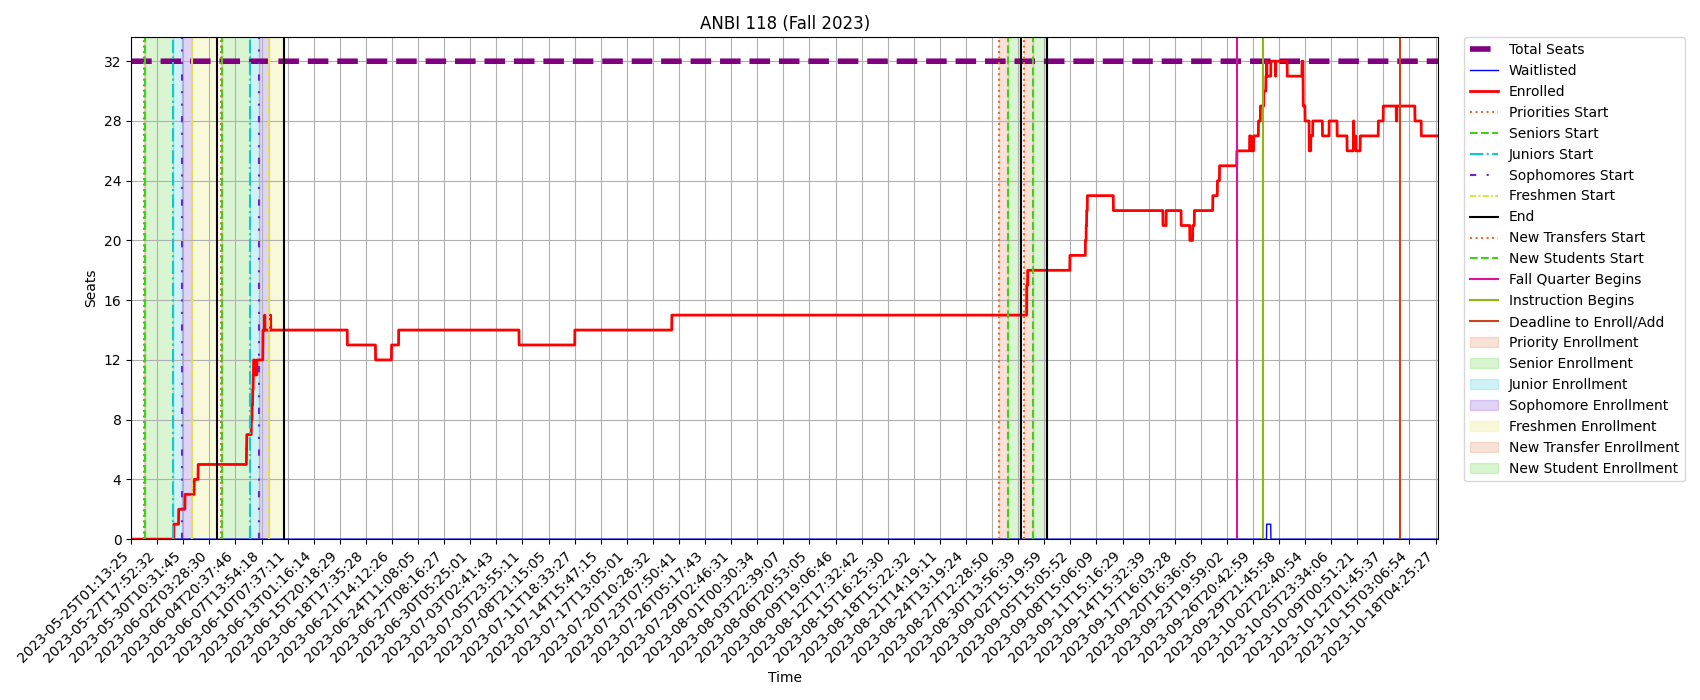 ANBI 118 (Fall 2023)
Seats
32
28
24
20
16
12
8
4
0
2023-05-25T01:13:25
2023-05-27T17:52:32
2023-05-30T10:31:45
2023-06-02T03:28:30
2023-06-04T20:37:46
2023-06-07T13:54:18
2023-06-10T07:37:11
2023-06-13T01:16:14
2023-06-15T20:18:29
2023-06-18T17:35:28
2023-06-21T14:12:26
2023-06-24T11:08:05
2023-06-27T08:16:27
2023-06-30T05:25:01
2023-07-03T02:41:43
2023-07-05T23:55:11
2023-07-08T21:15:05
2023-07-11T18:33:27
2023-07-14T15:47:15
2023-07-17T13:05:01
2023-07-20T10:28:32
2023-07-23T07:50:41
2023-07-26T05:17:43
2023-07-29T02:46:31
2023-08-01T00:30:34
2023-08-03T22:39:07
2023-08-06T20:53:05
2023-08-09T19:06:46
2023-08-12T17:32:42
2023-08-15T16:25:30
2023-08-18T15:22:32
2023-08-21T14:19:11
2023-08-24T13:19:24
2023-08-27T12:28:50
2023-08-30T13:56:39
2023-09-02T15:19:59
2023-09-05T15:05:52
2023-09-08T15:06:09
2023-09-11T15:16:29
2023-09-14T15:32:39
2023-09-17T16:03:28
2023-09-20T16:36:05
2023-09-23T19:59:02
2023-09-26T20:42:59
2023-09-29T21:45:58
2023-10-02T22:40:54
2023-10-05T23:34:06
2023-10-09T00:51:21
2023-10-12T01:45:37
2023-10-15T03:06:54
2023-10-18T04:25:27
Time
Total Seats
Waitlisted
Enrolled
Priorities Start
Seniors Start
Juniors Start
Sophomores Start
Freshmen Start
End
New Transfers Start
New Students Start
Fall Quarter Begins
Instruction Begins
Deadline to Enroll/Add
Priority Enrollment
Senior Enrollment
Junior Enrollment
Sophomore Enrollment
Freshmen Enrollment
New Transfer Enrollment
New Student Enrollment